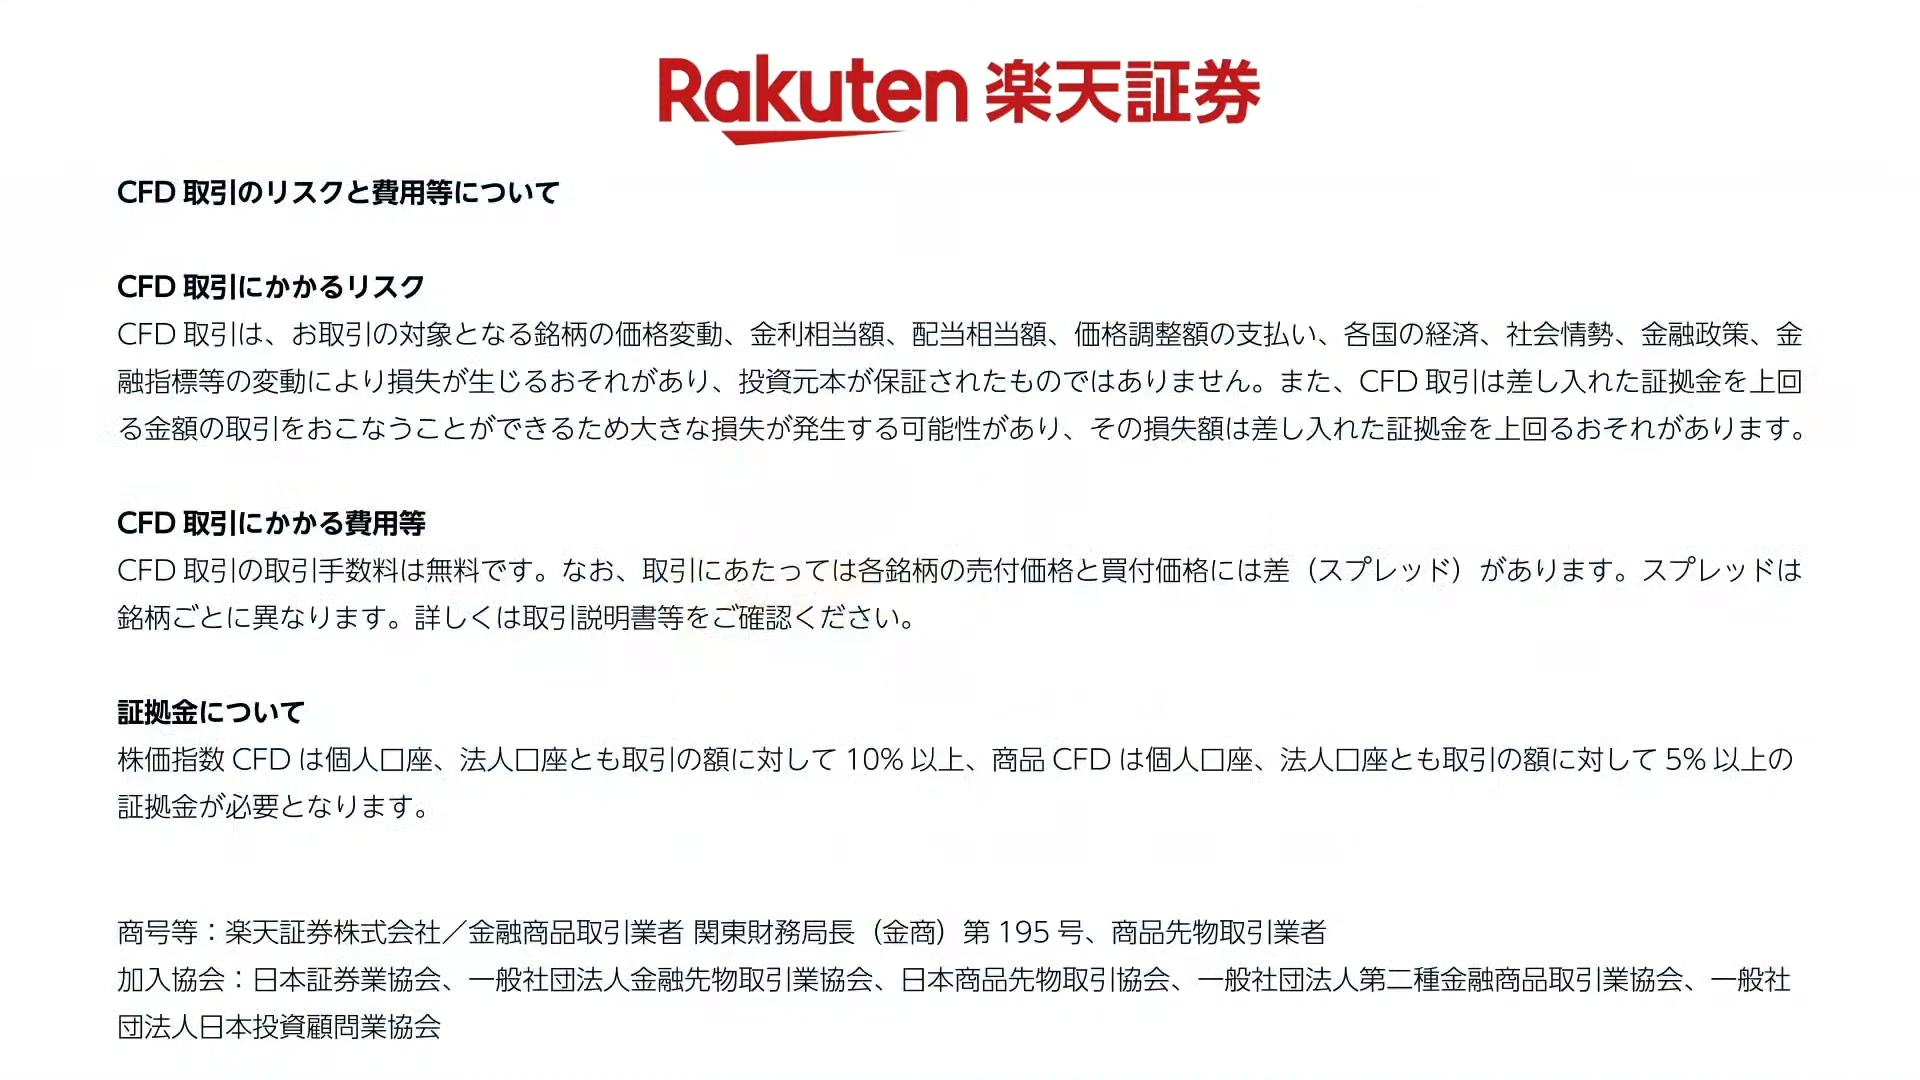 Rakuten 楽天証券
CFD 取引のリスクと費用等について
CFD 取引にかかるリスク
CFD 取引は、お取引の対象となる銘柄の価格変動、金利相当額、配当相当額、価格調整額の支払い、各国の経済、社会情勢、金融政策、金
融指標等の変動により損失が生じるおそれがあり、投資元本が保証されたものではありません。また、CFD 取引は差し入れた証拠金を上回
る金額の取引をおこなうことができるため大きな損失が発生する可能性があり、その損失額は差し入れた証拠金を上回るおそれがあります。
CFD 取引にかかる費用等
CFD 取引の取引手数料は無料です。なお、取引にあたっては各銘柄の売付価格と買付価格には差（スプレッド）があります。スプレッドは
銘柄ごとに異なります。詳しくは取引説明書等をご確認ください。
証拠金について
株価指数 CFD は個人口座、法人口座とも取引の額に対して 10% 以上、商品 CFD は個人口座、法人口座とも取引の額に対して 5% 以上の
証拠金が必要となります。
商号等：楽天証券株式会社／金融商品取引業者 関東財務局長（金商）第 195 号、商品先物取引業者
加入協会：日本証券業協会、一般社団法人金融先物取引業協会、日本商品先物取引協会、一般社団法人第二種金融商品取引業協会、一般社
団法人日本投資顧問業協会